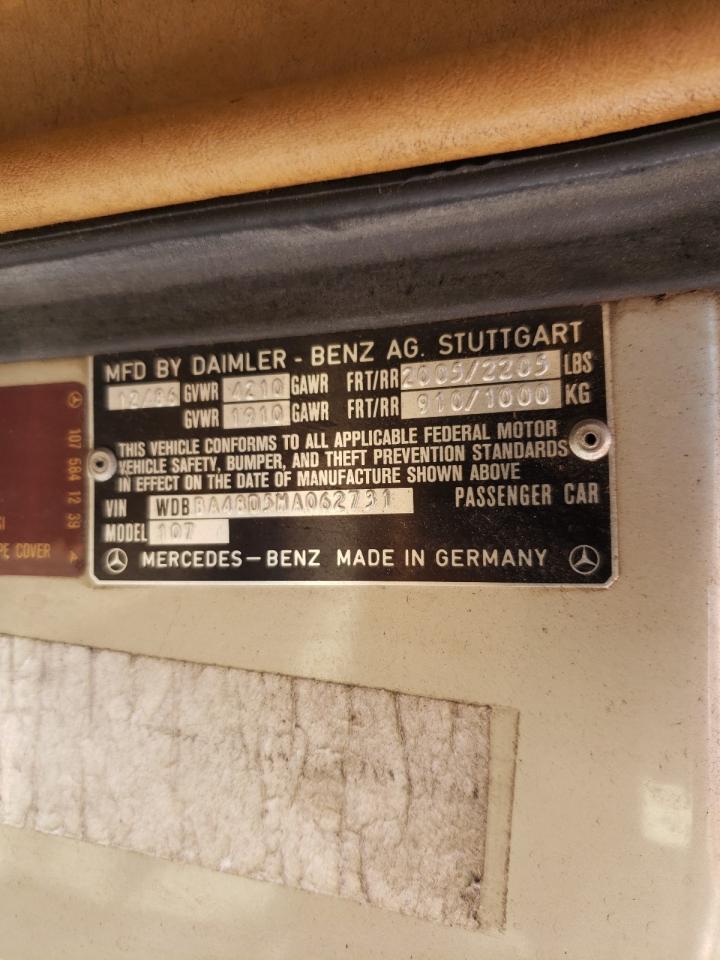 MFD BY DAIMLER - BENZ AG. STUTTGART
12/86 GVWR 4210 GAWR FRT/RR 2005/2205 LBS
GVWR 1910 GAWR FRT/RR 910/1000 KG
THIS VEHICLE CONFORMS TO ALL APPLICABLE FEDERAL MOTOR
VEHICLE SAFETY, BUMPER, AND THEFT PREVENTION STANDARDS
IN EFFECT ON THE DATE OF MANUFACTURE SHOWN ABOVE
VIN WDBBA48D5HA062731 PASSENGER CAR
MODEL 107
MERCEDES – BENZ MADE IN GERMANY
107 584 12 39
COVER